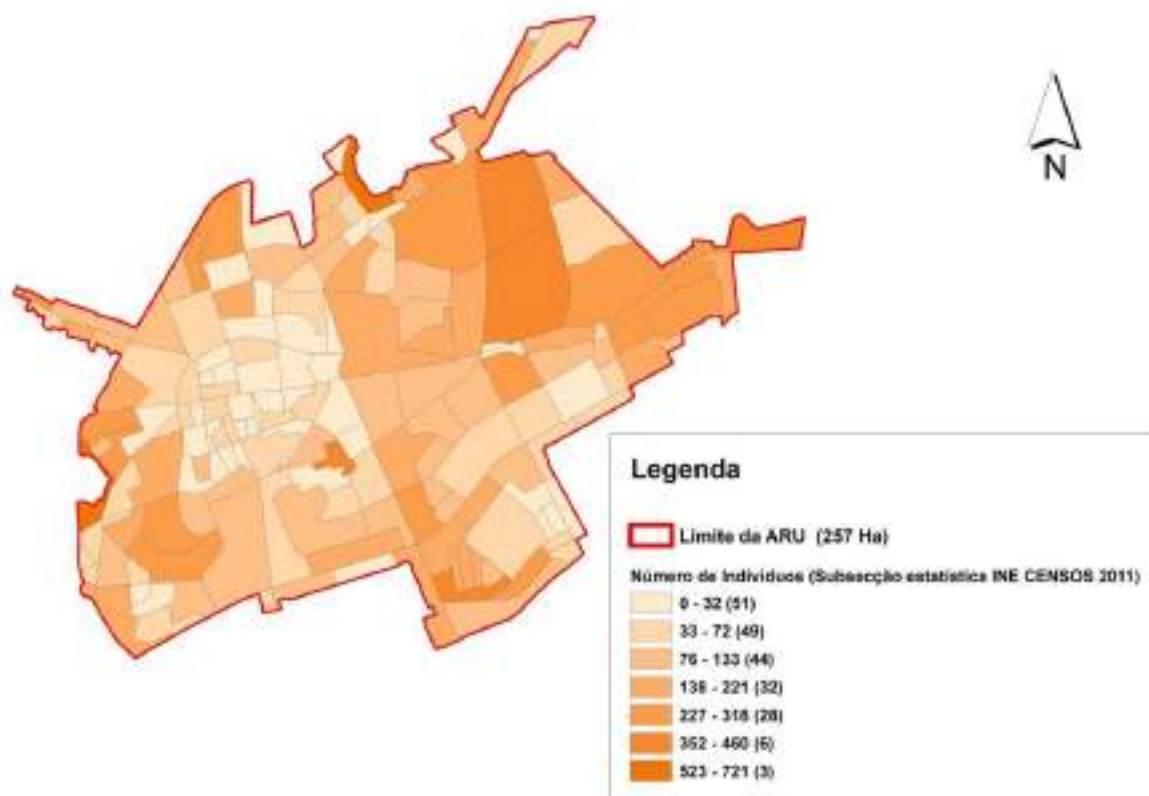 N
Legenda
Limite da ARU (257 Ha)
Número de Indivíduos (Subsecção estatística INE CENSOS 2011)
0 - 32 (51)
33 - 72 (49)
76 - 133 (44)
138 - 221 (32)
227 - 318 (28)
352 - 460 (6)
523 - 721 (3)